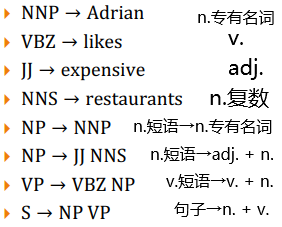 NNP → Adrian n.专有名词
VBZ → likes v.
JJ → expensive adj.
NNS → restaurants n.复数
NP → NNP n.短语→n.专有名词
NP → JJ NNS n.短语→adj. + n.
VP → VBZ NP v.短语→v. + n.
S → NP VP 句子→n. + v.